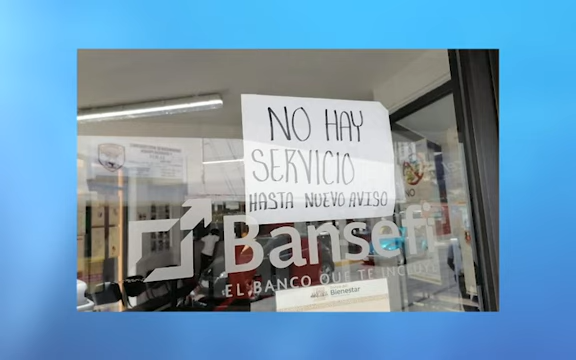 NO HAY
SERVICIO
HASTA NUEVO AVISO
Bansefi
EL BANCO QUE TE INCLUYE
Bienestar